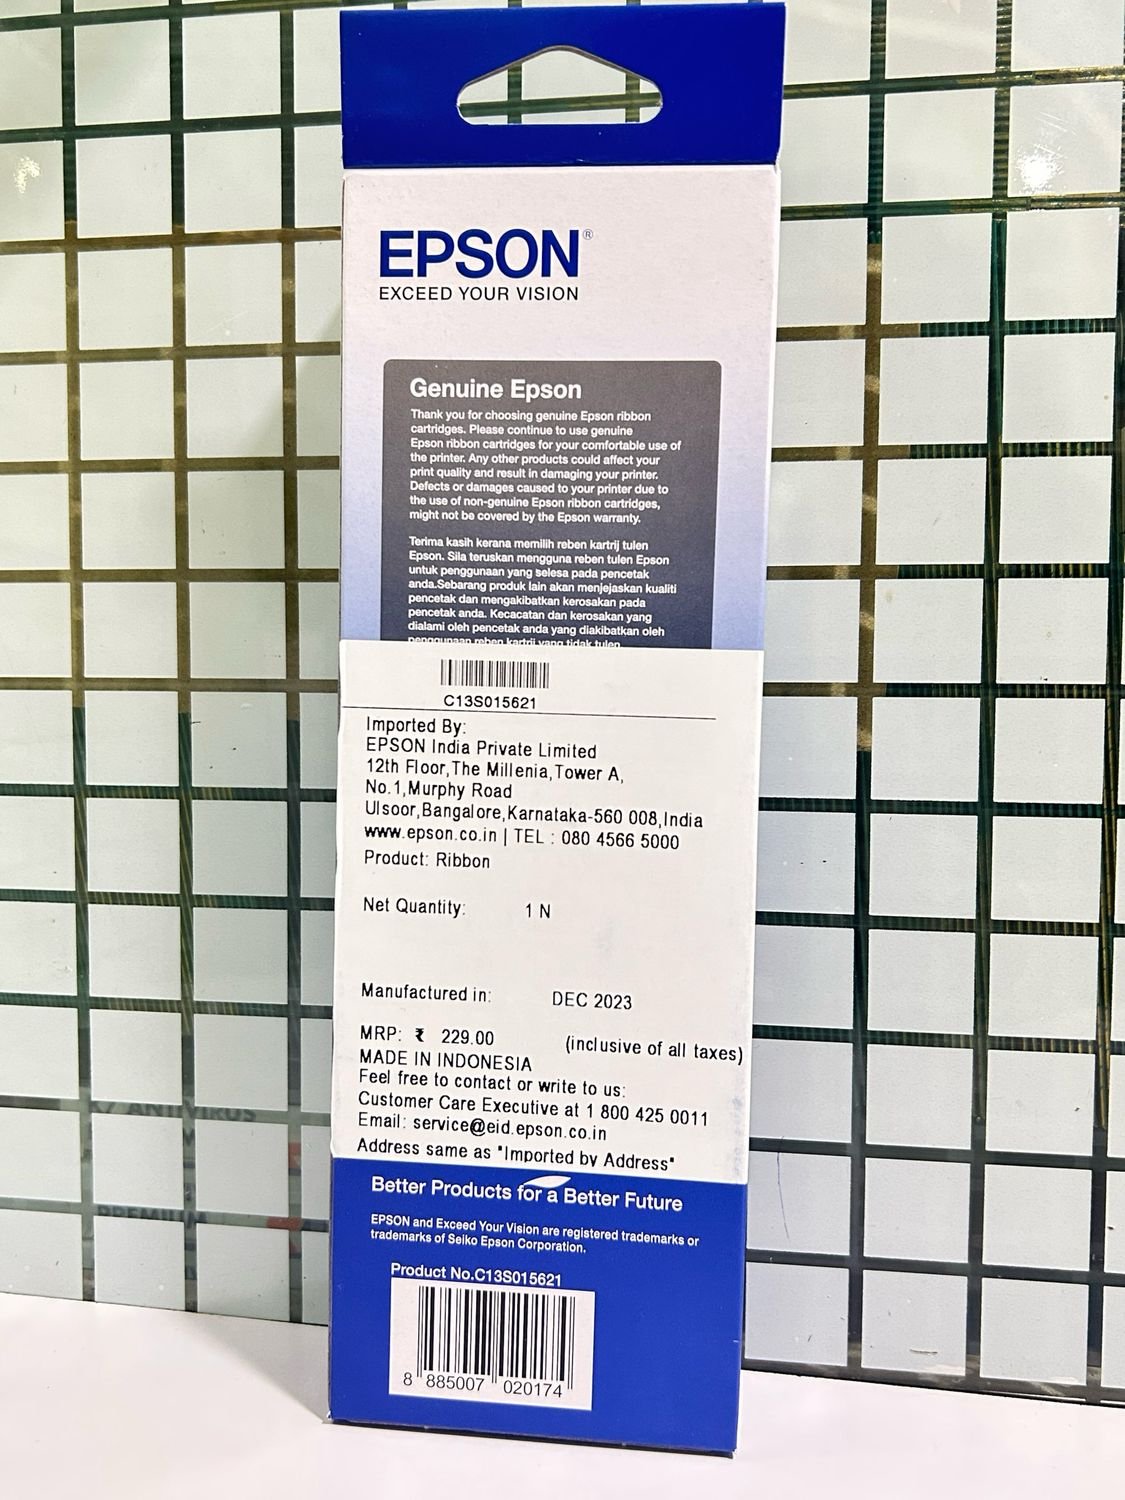 EPSON®
EXCEED YOUR VISION
Genuine Epson
Thank you for choosing genuine Epson ribbon
cartridges. Please continue to use genuine
Epson ribbon cartridges for your comfortable use of
the printer. Any other products could affect your
print quality and result in damaging your printer.
Defects or damages caused to your printer due to
the use of non-genuine Epson ribbon cartridges,
might not be covered by the Epson warranty.
Terima kasih kerana memilih reben kartrij tulen
Epson. Sila teruskan mengguna reben tulen Epson
untuk penggunaan yang selesa pada pencetak
anda.Sebarang produk lain akan menjejaskan kualiti
pencetak dan mengakibatkan kerosakan pada
pencetak anda. Kecacatan dan kerosakan yang
dialami oleh pencetak anda yang diakibatkan oleh
penggunaan reben kartrij yang tidak tulen
C13S015621
Imported By:
EPSON India Private Limited
12th Floor,The Millenia,Tower A,
No.1,Murphy Road
Ulsoor,Bangalore,Karnataka-560 008,India
www.epson.co.in | TEL : 080 4566 5000
Product: Ribbon
Net Quantity: 1 N
Manufactured in: DEC 2023
MRP: ₹ 229.00 (inclusive of all taxes)
MADE IN INDONESIA
Feel free to contact or write to us:
Customer Care Executive at 1 800 425 0011
Email: service@eid.epson.co.in
Address same as "Imported by Address"
Better Products for a Better Future
EPSON and Exceed Your Vision are registered trademarks or
trademarks of Seiko Epson Corporation.
Product No.C13S015621
8 885007 020174
ANTIVIRUS
PREMIUM